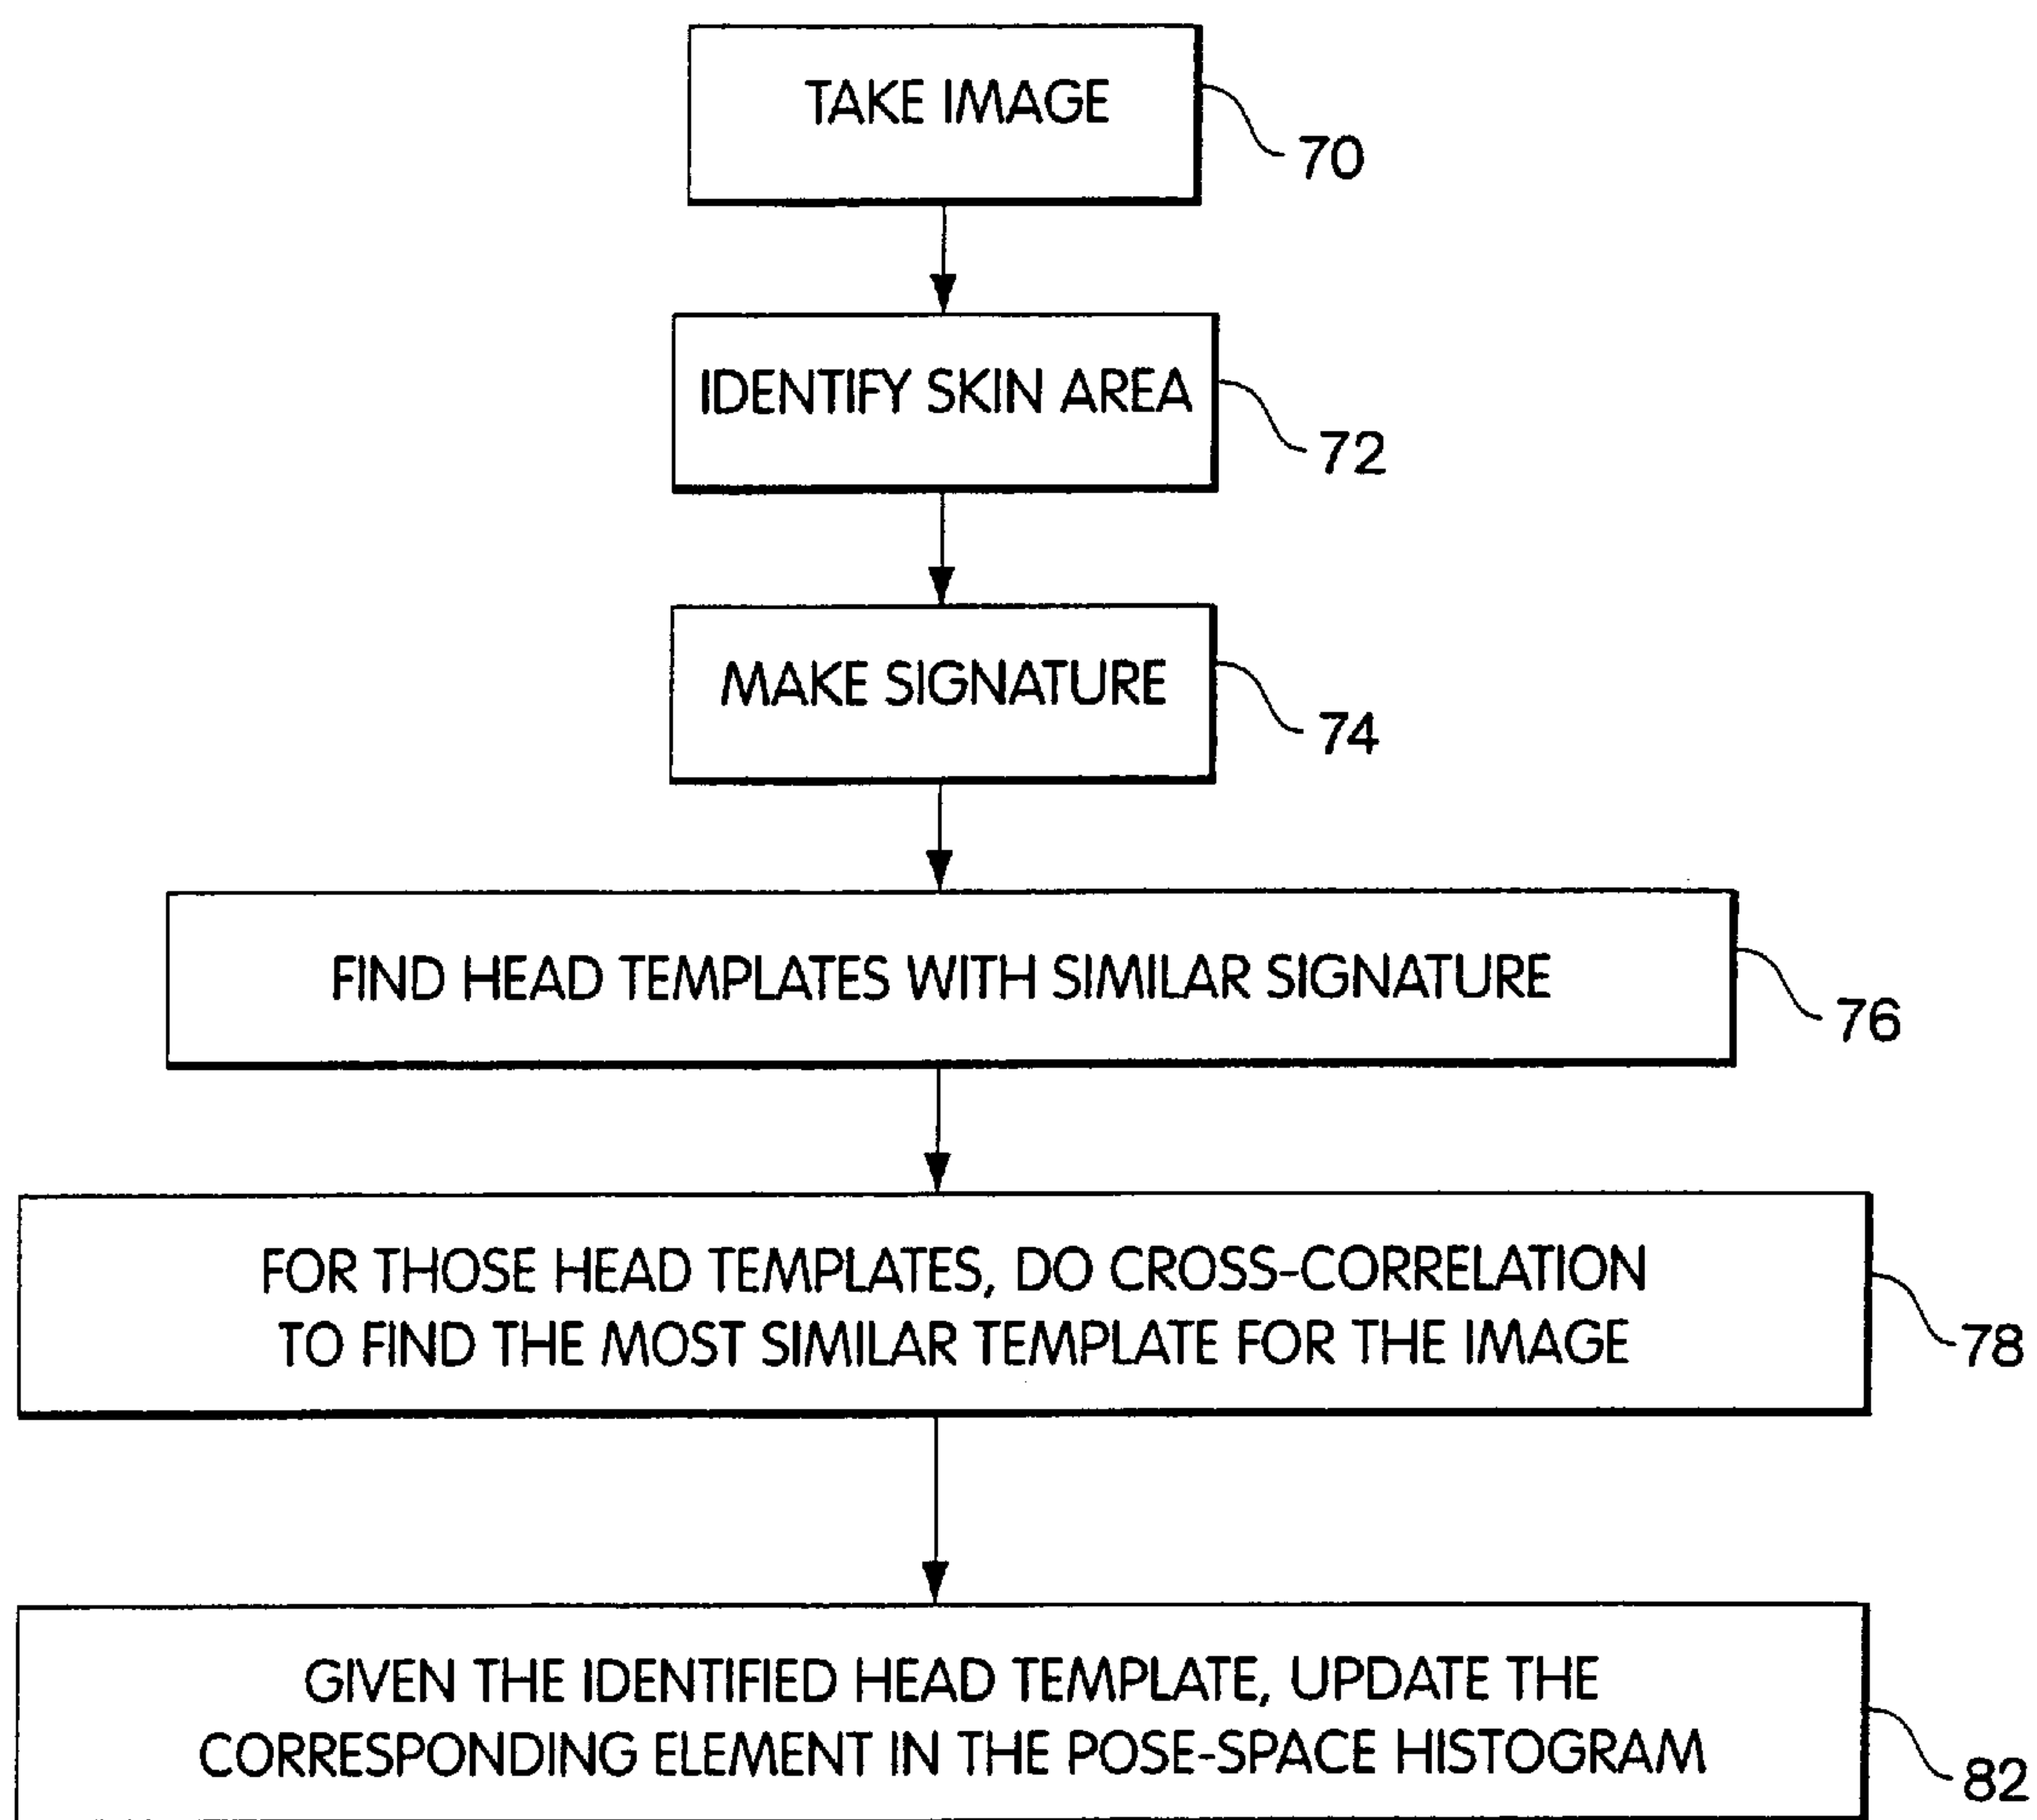 TAKE IMAGE
70
IDENTIFY SKIN AREA
72
MAKE SIGNATURE
74
FIND HEAD TEMPLATES WITH SIMILAR SIGNATURE
76
FOR THOSE HEAD TEMPLATES, DO CROSS-CORRELATION
TO FIND THE MOST SIMILAR TEMPLATE FOR THE IMAGE
78
GIVEN THE IDENTIFIED HEAD TEMPLATE, UPDATE THE
CORRESPONDING ELEMENT IN THE POSE-SPACE HISTOGRAM
82